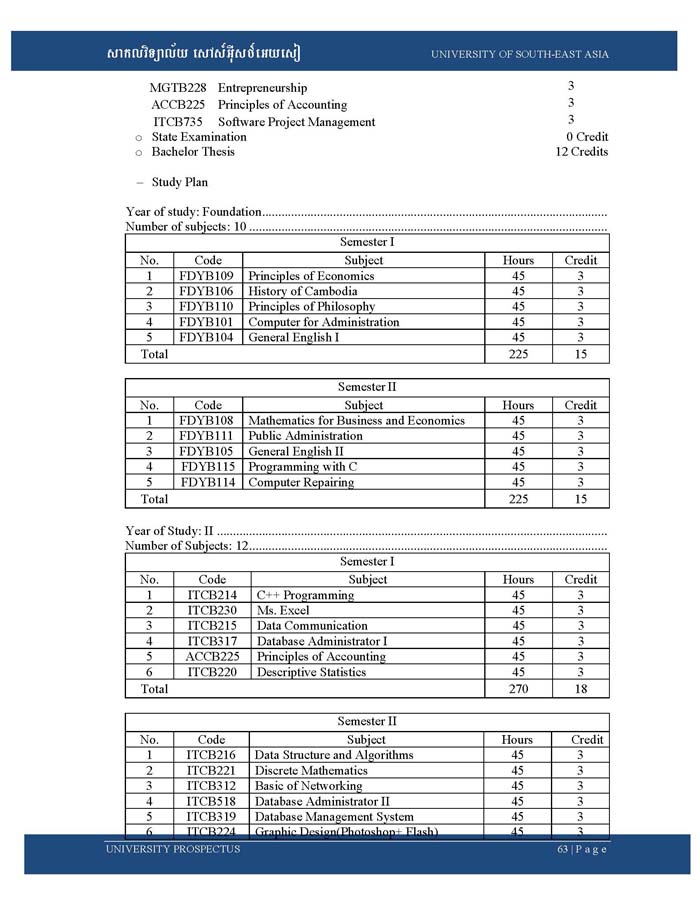 សាកលវិទ្យាល័យ សៅស៍អ៊ីសថ៍អេយសៀ UNIVERSITY OF SOUTH-EAST ASIA
MGTB228 Entrepreneurship 3
ACCB225 Principles of Accounting 3
ITCB735 Software Project Management 3
o State Examination 0 Credit
o Bachelor Thesis 12 Credits
– Study Plan
Year of study: Foundation..........................................................................................................
Number of subjects: 10 ..............................................................................................................
Semester I
No. Code Subject Hours Credit
1 FDYB109 Principles of Economics 45 3
2 FDYB106 History of Cambodia 45 3
3 FDYB110 Principles of Philosophy 45 3
4 FDYB101 Computer for Administration 45 3
5 FDYB104 General English I 45 3
Total 225 15
Semester II
No. Code Subject Hours Credit
1 FDYB108 Mathematics for Business and Economics 45 3
2 FDYB111 Public Administration 45 3
3 FDYB105 General English II 45 3
4 FDYB115 Programming with C 45 3
5 FDYB114 Computer Repairing 45 3
Total 225 15
Year of Study: II ........................................................................................................................
Number of Subjects: 12..............................................................................................................
Semester I
No. Code Subject Hours Credit
1 ITCB214 C++ Programming 45 3
2 ITCB230 Ms. Excel 45 3
3 ITCB215 Data Communication 45 3
4 ITCB317 Database Administrator I 45 3
5 ACCB225 Principles of Accounting 45 3
6 ITCB220 Descriptive Statistics 45 3
Total 270 18
Semester II
No. Code Subject Hours Credit
1 ITCB216 Data Structure and Algorithms 45 3
2 ITCB221 Discrete Mathematics 45 3
3 ITCB312 Basic of Networking 45 3
4 ITCB518 Database Administrator II 45 3
5 ITCB319 Database Management System 45 3
6 ITCB224 Graphic Design(Photoshop+ Flash) 45 3
UNIVERSITY PROSPECTUS 63 | P a g e